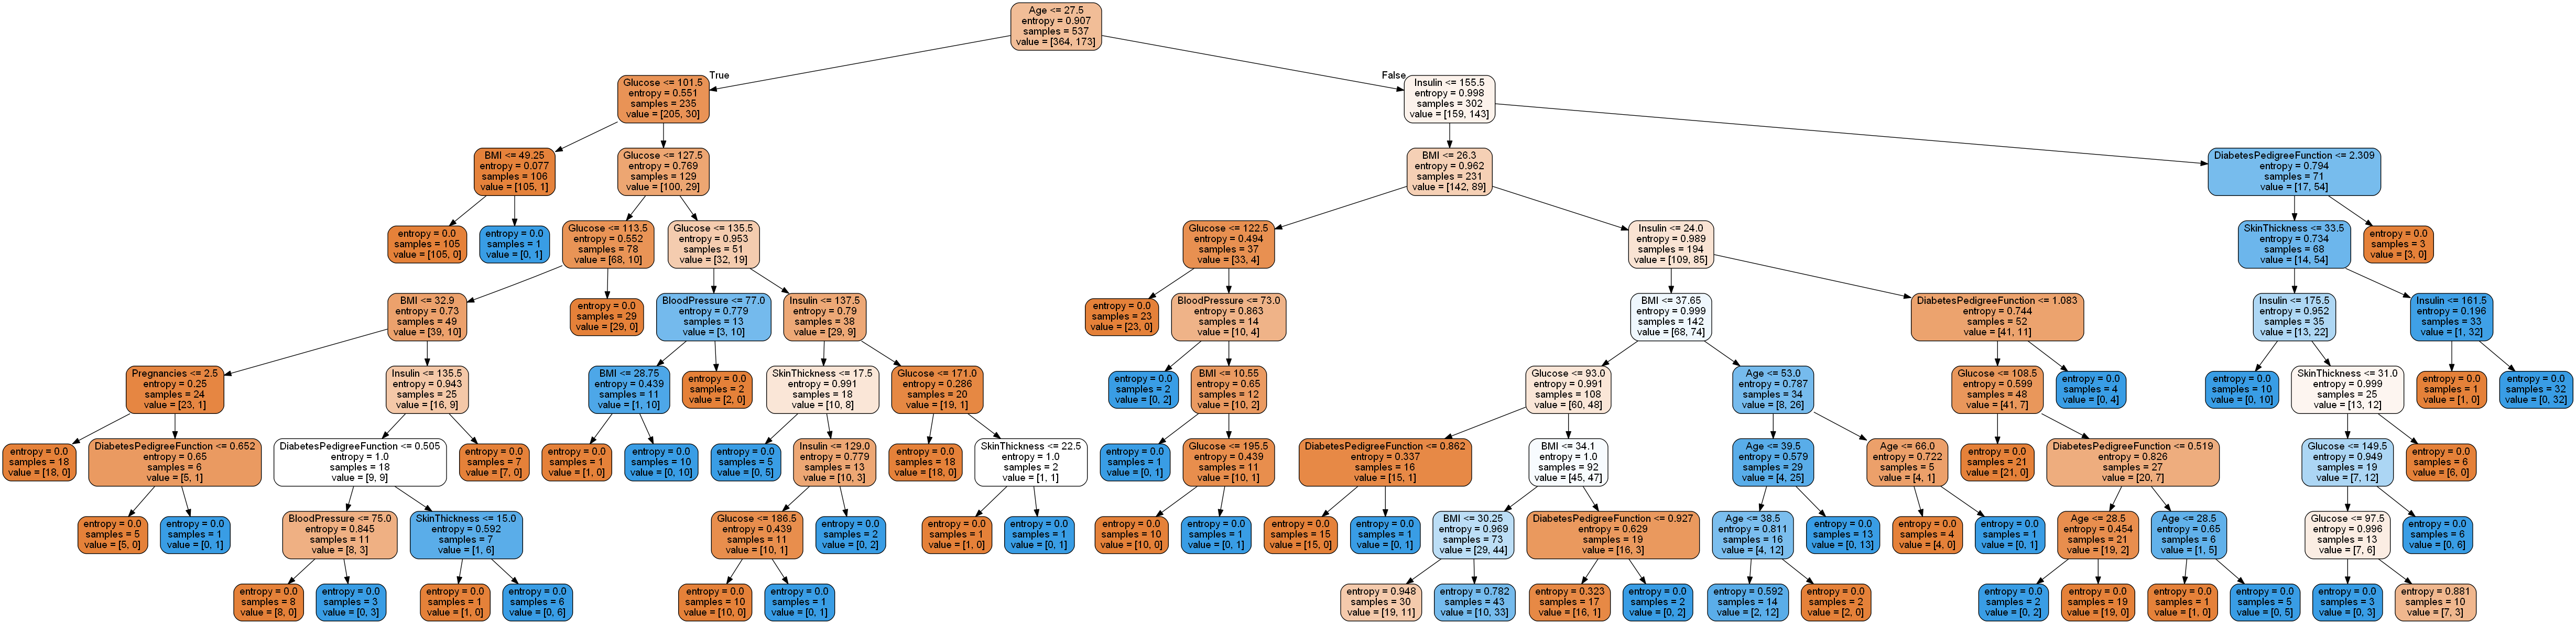 Age <= 27.5
entropy = 0.907
samples = 537
value = [364, 173]
True
False
Glucose <= 101.5
entropy = 0.551
samples = 235
value = [205, 30]
Insulin <= 155.5
entropy = 0.998
samples = 302
value = [159, 143]
BMI <= 49.25
entropy = 0.077
samples = 106
value = [105, 1]
Glucose <= 127.5
entropy = 0.769
samples = 129
value = [100, 29]
BMI <= 26.3
entropy = 0.962
samples = 231
value = [142, 89]
DiabetesPedigreeFunction <= 2.309
entropy = 0.794
samples = 71
value = [17, 54]
entropy = 0.0
samples = 105
value = [105, 0]
entropy = 0.0
samples = 1
value = [0, 1]
Glucose <= 113.5
entropy = 0.552
samples = 78
value = [68, 10]
Glucose <= 135.5
entropy = 0.953
samples = 51
value = [32, 19]
Glucose <= 122.5
entropy = 0.494
samples = 37
value = [33, 4]
Insulin <= 24.0
entropy = 0.989
samples = 194
value = [109, 85]
SkinThickness <= 33.5
entropy = 0.734
samples = 68
value = [14, 54]
entropy = 0.0
samples = 3
value = [3, 0]
BMI <= 32.9
entropy = 0.73
samples = 49
value = [39, 10]
entropy = 0.0
samples = 29
value = [29, 0]
BloodPressure <= 77.0
entropy = 0.779
samples = 13
value = [3, 10]
Insulin <= 137.5
entropy = 0.79
samples = 38
value = [29, 9]
entropy = 0.0
samples = 23
value = [23, 0]
BloodPressure <= 73.0
entropy = 0.863
samples = 14
value = [10, 4]
BMI <= 37.65
entropy = 0.999
samples = 142
value = [68, 74]
DiabetesPedigreeFunction <= 1.083
entropy = 0.744
samples = 52
value = [41, 11]
Insulin <= 175.5
entropy = 0.952
samples = 35
value = [13, 22]
Insulin <= 161.5
entropy = 0.196
samples = 33
value = [1, 32]
Pregnancies <= 2.5
entropy = 0.25
samples = 24
value = [23, 1]
Insulin <= 135.5
entropy = 0.943
samples = 25
value = [16, 9]
BMI <= 28.75
entropy = 0.439
samples = 11
value = [1, 10]
entropy = 0.0
samples = 2
value = [2, 0]
SkinThickness <= 17.5
entropy = 0.991
samples = 18
value = [10, 8]
Glucose <= 171.0
entropy = 0.286
samples = 20
value = [19, 1]
entropy = 0.0
samples = 2
value = [0, 2]
BMI <= 10.55
entropy = 0.65
samples = 12
value = [10, 2]
Glucose <= 93.0
entropy = 0.991
samples = 108
value = [60, 48]
Age <= 53.0
entropy = 0.787
samples = 34
value = [8, 26]
Glucose <= 108.5
entropy = 0.599
samples = 48
value = [41, 7]
entropy = 0.0
samples = 4
value = [0, 4]
entropy = 0.0
samples = 10
value = [0, 10]
SkinThickness <= 31.0
entropy = 0.999
samples = 25
value = [13, 12]
entropy = 0.0
samples = 1
value = [1, 0]
entropy = 0.0
samples = 32
value = [0, 32]
entropy = 0.0
samples = 18
value = [18, 0]
DiabetesPedigreeFunction <= 0.652
entropy = 0.65
samples = 6
value = [5, 1]
DiabetesPedigreeFunction <= 0.505
entropy = 1.0
samples = 18
value = [9, 9]
entropy = 0.0
samples = 7
value = [7, 0]
entropy = 0.0
samples = 1
value = [1, 0]
entropy = 0.0
samples = 10
value = [0, 10]
entropy = 0.0
samples = 5
value = [0, 5]
Insulin <= 129.0
entropy = 0.779
samples = 13
value = [10, 3]
entropy = 0.0
samples = 18
value = [18, 0]
SkinThickness <= 22.5
entropy = 1.0
samples = 2
value = [1, 1]
entropy = 0.0
samples = 1
value = [0, 1]
Glucose <= 195.5
entropy = 0.439
samples = 11
value = [10, 1]
DiabetesPedigreeFunction <= 0.862
entropy = 0.337
samples = 16
value = [15, 1]
BMI <= 34.1
entropy = 1.0
samples = 92
value = [45, 47]
Age <= 39.5
entropy = 0.579
samples = 29
value = [4, 25]
Age <= 66.0
entropy = 0.722
samples = 5
value = [4, 1]
entropy = 0.0
samples = 21
value = [21, 0]
DiabetesPedigreeFunction <= 0.519
entropy = 0.826
samples = 27
value = [20, 7]
Glucose <= 149.5
entropy = 0.949
samples = 19
value = [7, 12]
entropy = 0.0
samples = 6
value = [6, 0]
entropy = 0.0
samples = 5
value = [5, 0]
entropy = 0.0
samples = 1
value = [0, 1]
BloodPressure <= 75.0
entropy = 0.845
samples = 11
value = [8, 3]
SkinThickness <= 15.0
entropy = 0.592
samples = 7
value = [1, 6]
Glucose <= 186.5
entropy = 0.439
samples = 11
value = [10, 1]
entropy = 0.0
samples = 2
value = [0, 2]
entropy = 0.0
samples = 1
value = [1, 0]
entropy = 0.0
samples = 1
value = [0, 1]
entropy = 0.0
samples = 10
value = [10, 0]
entropy = 0.0
samples = 1
value = [0, 1]
entropy = 0.0
samples = 15
value = [15, 0]
entropy = 0.0
samples = 1
value = [0, 1]
BMI <= 30.25
entropy = 0.969
samples = 73
value = [29, 44]
DiabetesPedigreeFunction <= 0.927
entropy = 0.629
samples = 19
value = [16, 3]
Age <= 38.5
entropy = 0.811
samples = 16
value = [4, 12]
entropy = 0.0
samples = 13
value = [0, 13]
entropy = 0.0
samples = 4
value = [4, 0]
entropy = 0.0
samples = 1
value = [0, 1]
Age <= 28.5
entropy = 0.454
samples = 21
value = [19, 2]
Age <= 28.5
entropy = 0.65
samples = 6
value = [1, 5]
Glucose <= 97.5
entropy = 0.996
samples = 13
value = [7, 6]
entropy = 0.0
samples = 6
value = [0, 6]
entropy = 0.0
samples = 8
value = [8, 0]
entropy = 0.0
samples = 3
value = [0, 3]
entropy = 0.0
samples = 1
value = [1, 0]
entropy = 0.0
samples = 6
value = [0, 6]
entropy = 0.0
samples = 10
value = [10, 0]
entropy = 0.0
samples = 1
value = [0, 1]
entropy = 0.948
samples = 30
value = [19, 11]
entropy = 0.782
samples = 43
value = [10, 33]
entropy = 0.323
samples = 17
value = [16, 1]
entropy = 0.0
samples = 2
value = [0, 2]
entropy = 0.592
samples = 14
value = [2, 12]
entropy = 0.0
samples = 2
value = [2, 0]
entropy = 0.0
samples = 2
value = [0, 2]
entropy = 0.0
samples = 19
value = [19, 0]
entropy = 0.0
samples = 1
value = [1, 0]
entropy = 0.0
samples = 5
value = [0, 5]
entropy = 0.0
samples = 3
value = [0, 3]
entropy = 0.881
samples = 10
value = [7, 3]